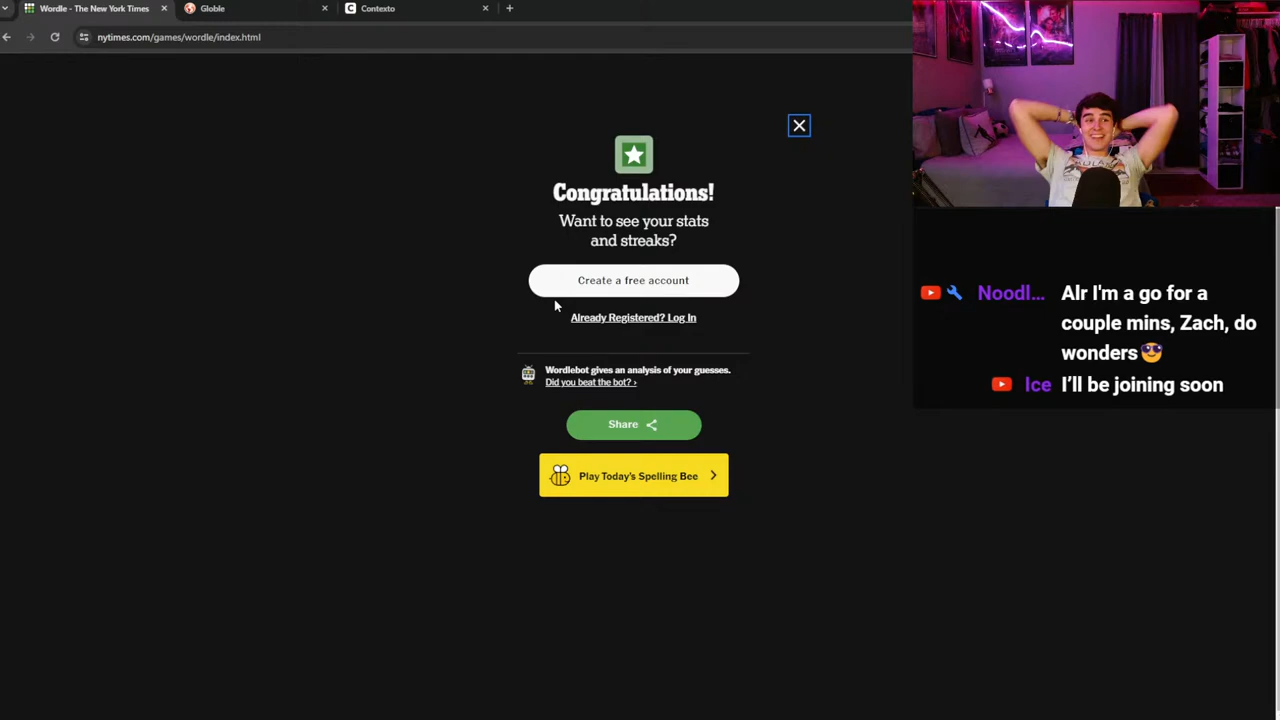 Wordle - The New York Times
Globle
Contexto
nytimes.com/games/wordle/index.html
Congratulations!
Want to see your stats
and streaks?
Create a free account
Already Registered? Log In
Wordlebot gives an analysis of your guesses.
Did you beat the bot? ›
Share
Play Today's Spelling Bee
Noodl... Alr I'm a go for a
couple mins, Zach, do
wonders😎
Ice I'll be joining soon